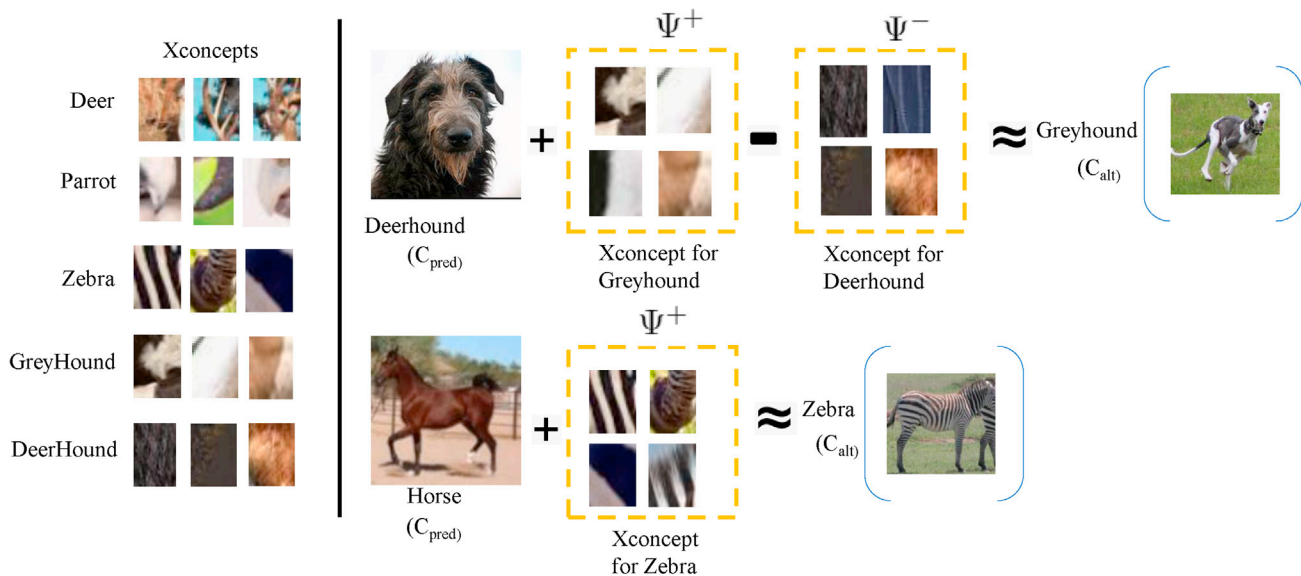 Xconcepts
Deer
Parrot
Zebra
GreyHound
DeerHound
Ψ+
Ψ−
+
-
≈
Deerhound
(Cpred)
Xconcept for
Greyhound
Xconcept for
Deerhound
Greyhound
(Calt)
Ψ+
+
≈
Horse
(Cpred)
Xconcept
for Zebra
Zebra
(Calt)